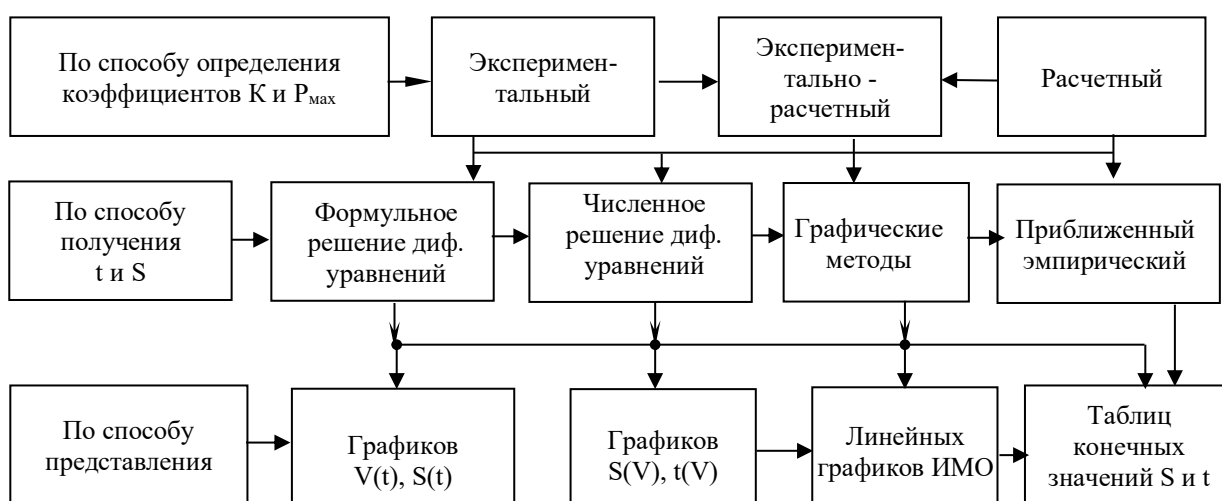 По способу определения
коэффициентов К и Рмах
Эксперимен-
тальный
Эксперимен-
тально -
расчетный
Расчетный
По способу
получения
t и S
Формульное
решение диф.
уравнений
Численное
решение диф.
уравнений
Графические
методы
Приближенный
эмпирический
По способу
представления
Графиков
V(t), S(t)
Графиков
S(V), t(V)
Линейных
графиков ИМО
Таблиц
конечных
значений S и t